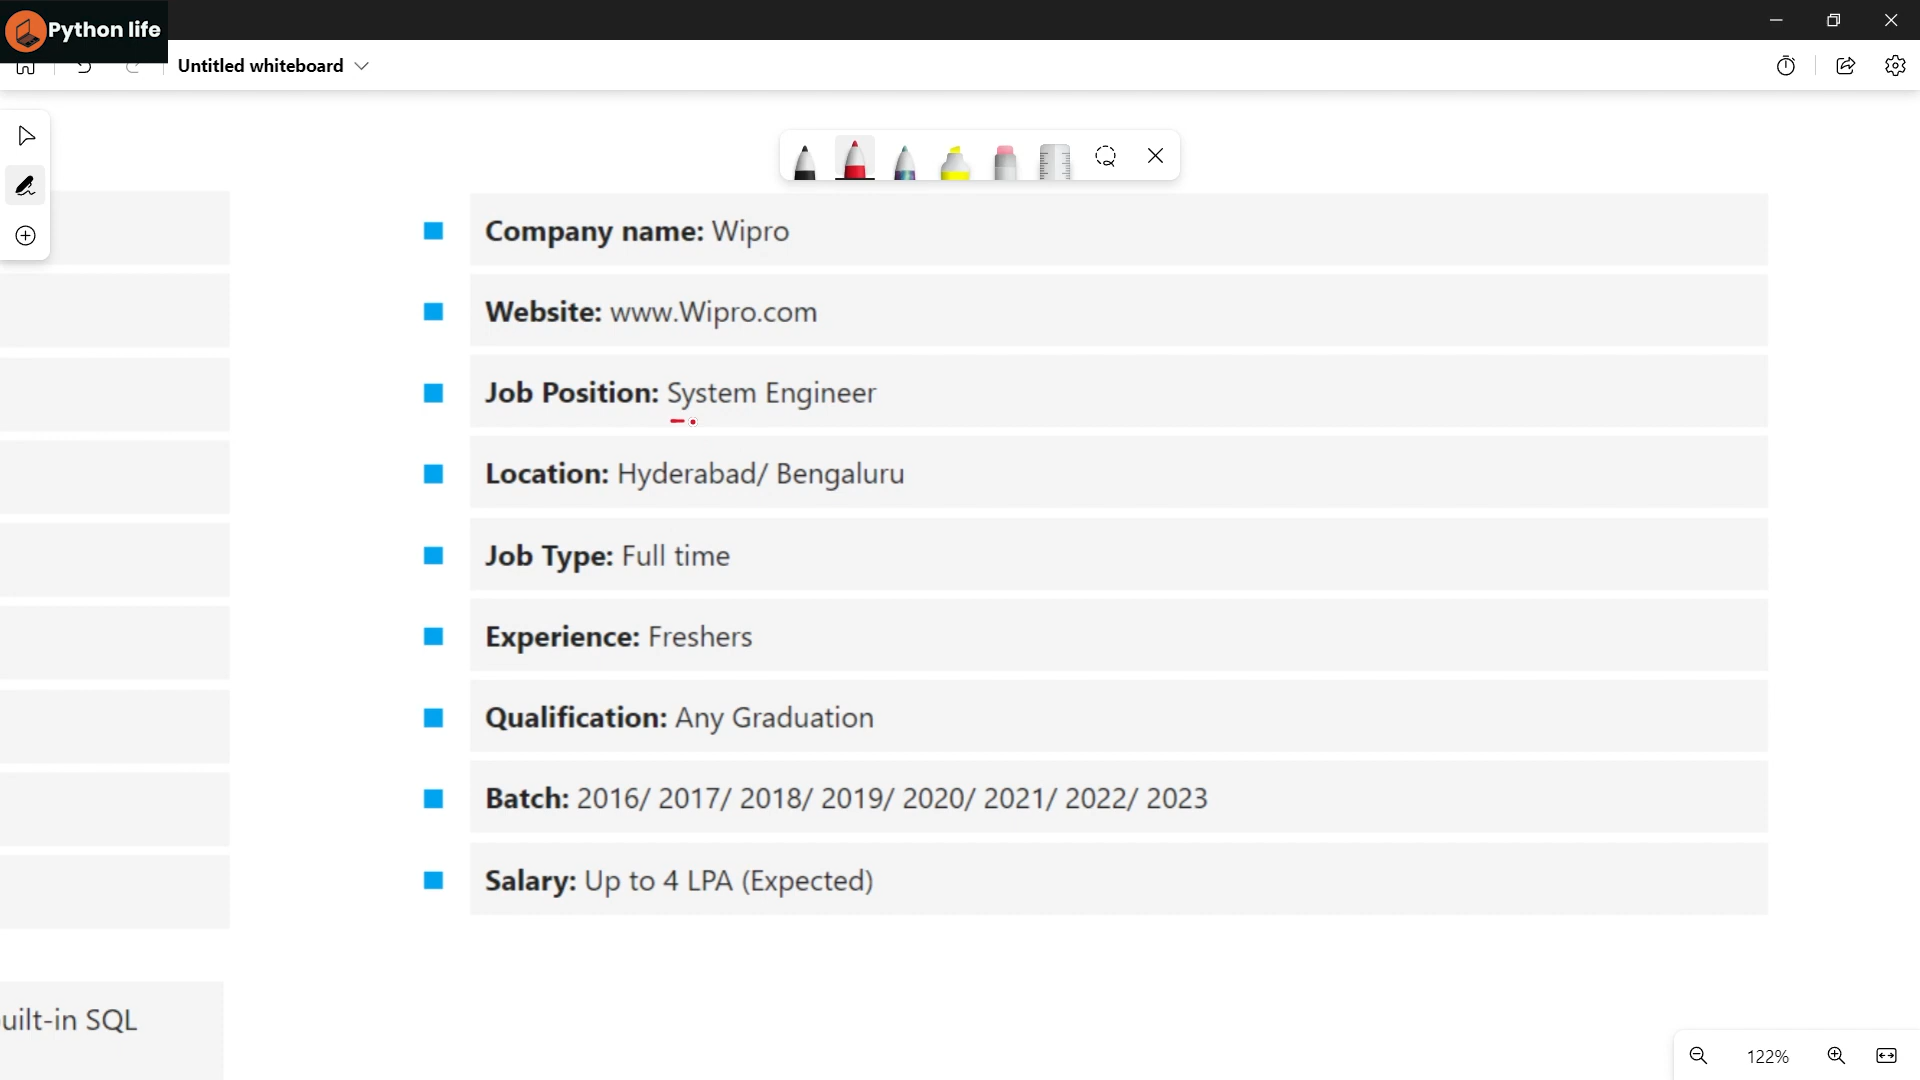 Python life
Untitled whiteboard
Company name: Wipro
Website: www.Wipro.com
Job Position: System Engineer
Location: Hyderabad/ Bengaluru
Job Type: Full time
Experience: Freshers
Qualification: Any Graduation
Batch: 2016/ 2017/ 2018/ 2019/ 2020/ 2021/ 2022/ 2023
Salary: Up to 4 LPA (Expected)
uilt-in SQL
122%